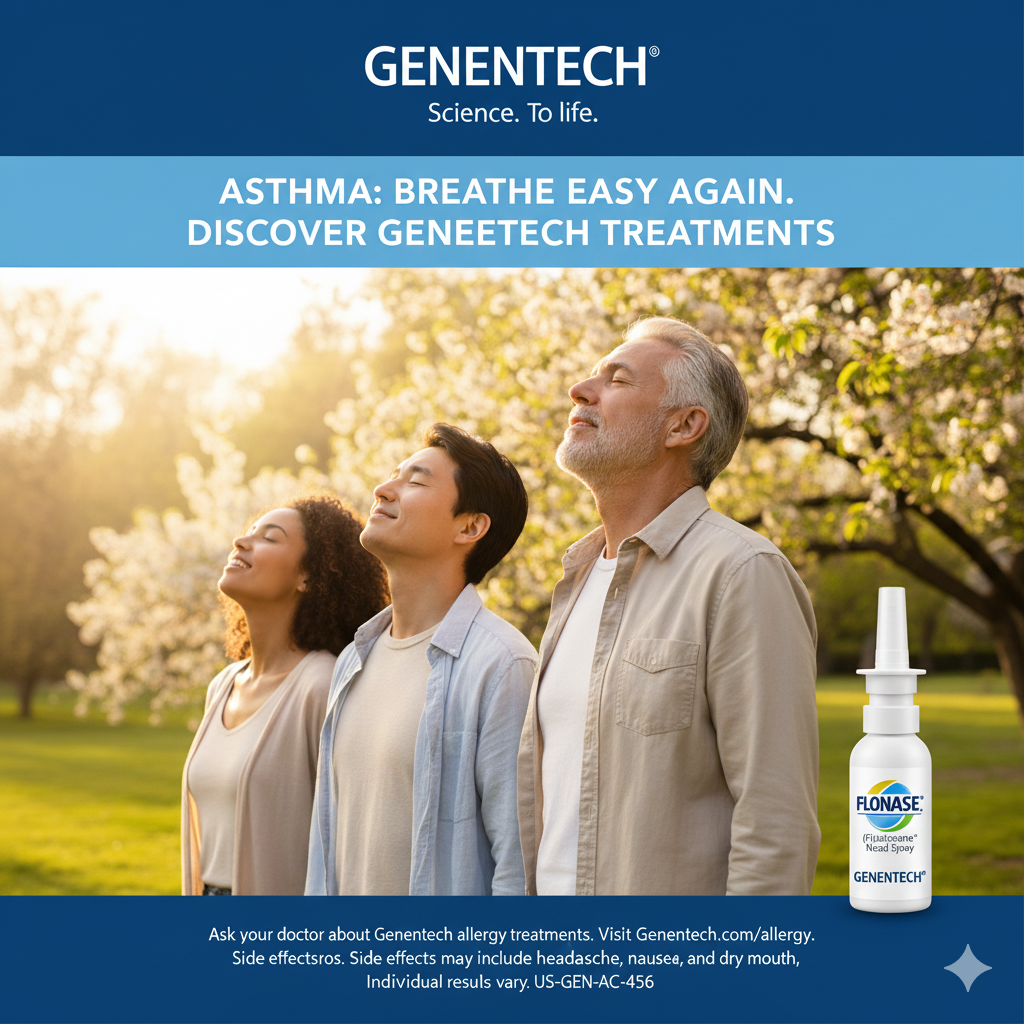 GENENTECH®
Science. To life.
ASTHMA: BREATHE EASY AGAIN.
DISCOVER GENEETECH TREATMENTS
FLONASE®
Nead Spoay
GENENTECH®
Ask your doctor about Genentech allergy treatments. Visit Genentech.com/allergy.
Side effectsros. Side effects may include headasche, nausea, and dry mouth,
Individual resuls vary. US-GEN-AC-456